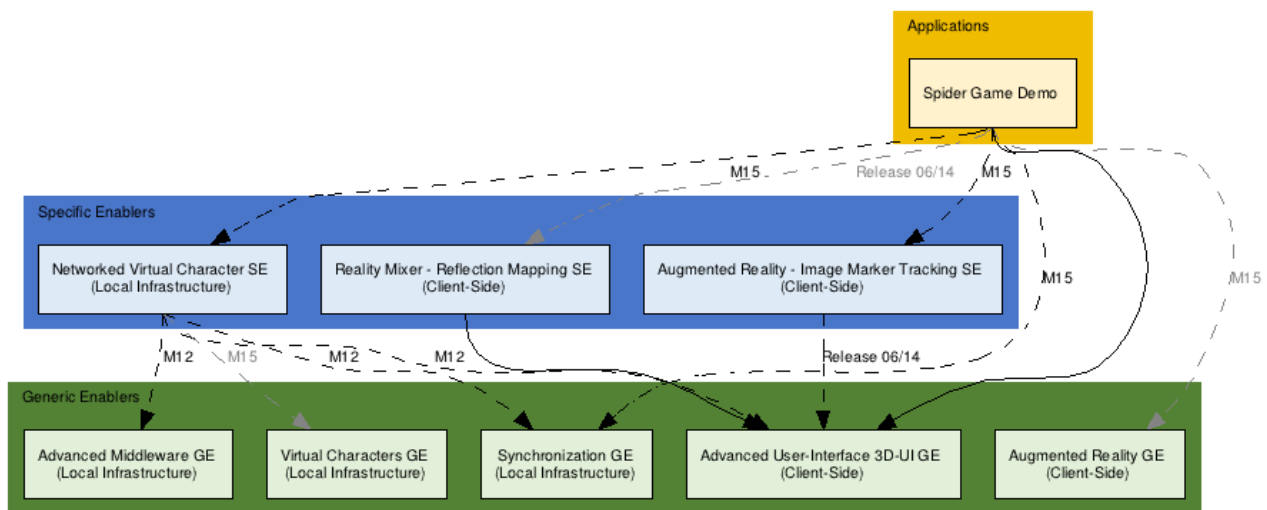 Applications
Spider Game Demo
M15
Release 06/14
M15
Specific Enablers
Networked Virtual Character SE
(Local Infrastructure)
Reality Mixer - Reflection Mapping SE
(Client-Side)
Augmented Reality - Image Marker Tracking SE
(Client-Side)
M15
M15
M12
M15
M12
M12
Release 06/14
Generic Enablers
Advanced Middleware GE
(Local Infrastructure)
Virtual Characters GE
(Local Infrastructure)
Synchronization GE
(Local Infrastructure)
Advanced User-Interface 3D-UI GE
(Client-Side)
Augmented Reality GE
(Client-Side)